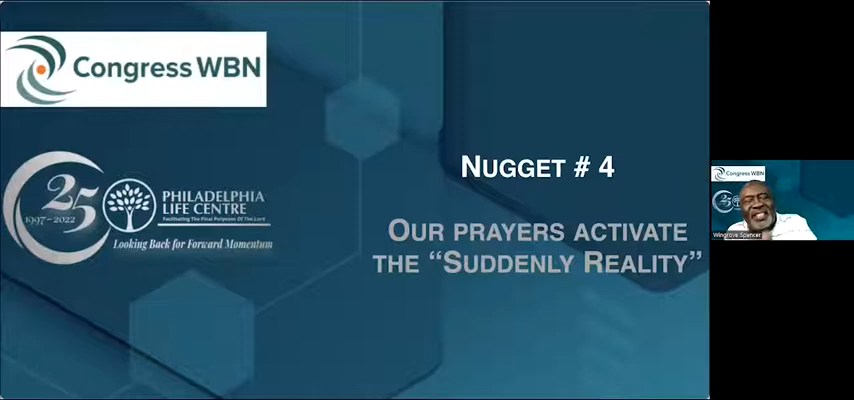 Congress WBN
25
1997-2022
PHILADELPHIA
LIFE CENTRE
Facilitating The Final Purposes Of The Lord
Looking Back for Forward Momentum
NUGGET # 4
OUR PRAYERS ACTIVATE
THE “SUDDENLY REALITY”
Congress WBN
Wingrove Spencer